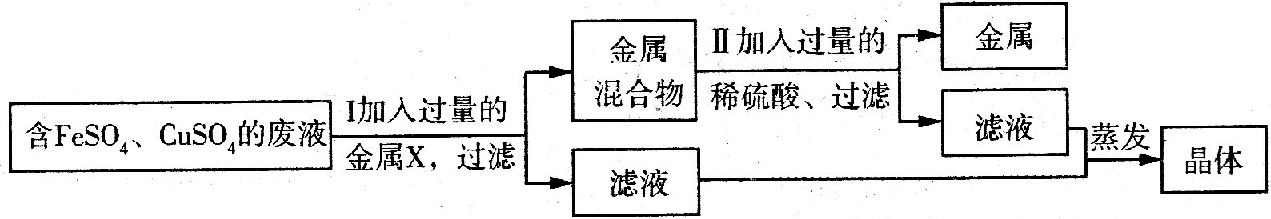 含FeSO₄、CuSO₄的废液
Ⅰ加入过量的
金属X，过滤
金属
混合物
滤液
Ⅱ加入过量的
稀硫酸、过滤
金属
滤液
蒸发
晶体